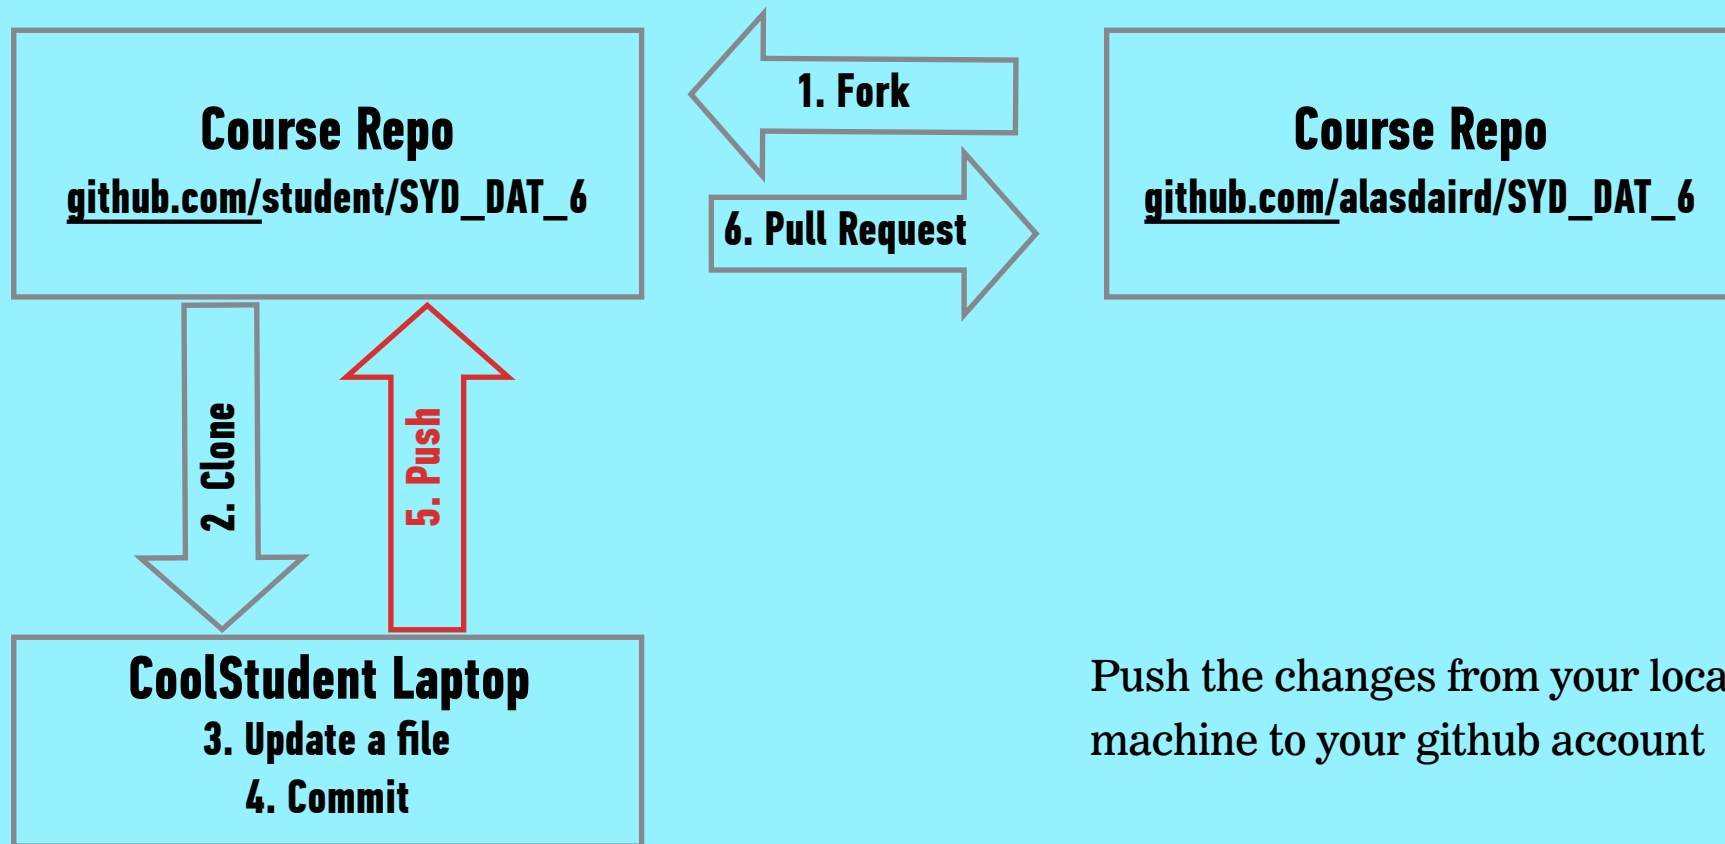 Course Repo
github.com/student/SYD_DAT_6
1. Fork
6. Pull Request
Course Repo
github.com/alasdaird/SYD_DAT_6
2. Clone
5. Push
CoolStudent Laptop
3. Update a file
4. Commit
Push the changes from your loca
machine to your github account